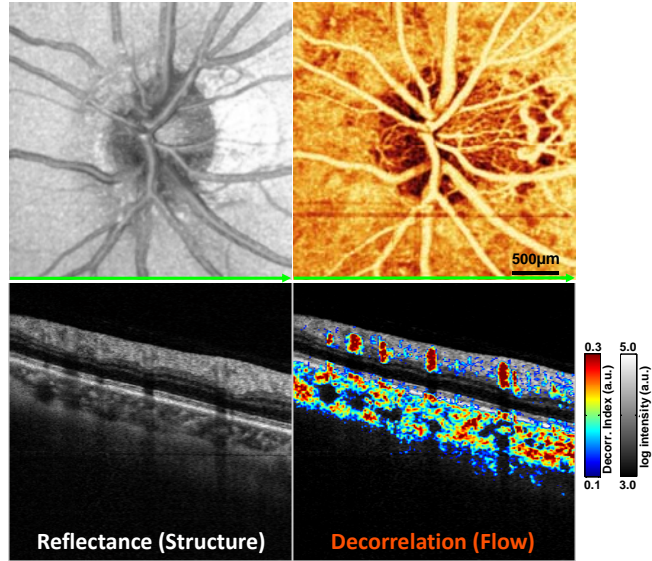 500µm
0.3
5.0
Decorr. Index (a.u.)
log intensity (a.u.)
0.1
3.0
Reflectance (Structure)
Decorrelation (Flow)